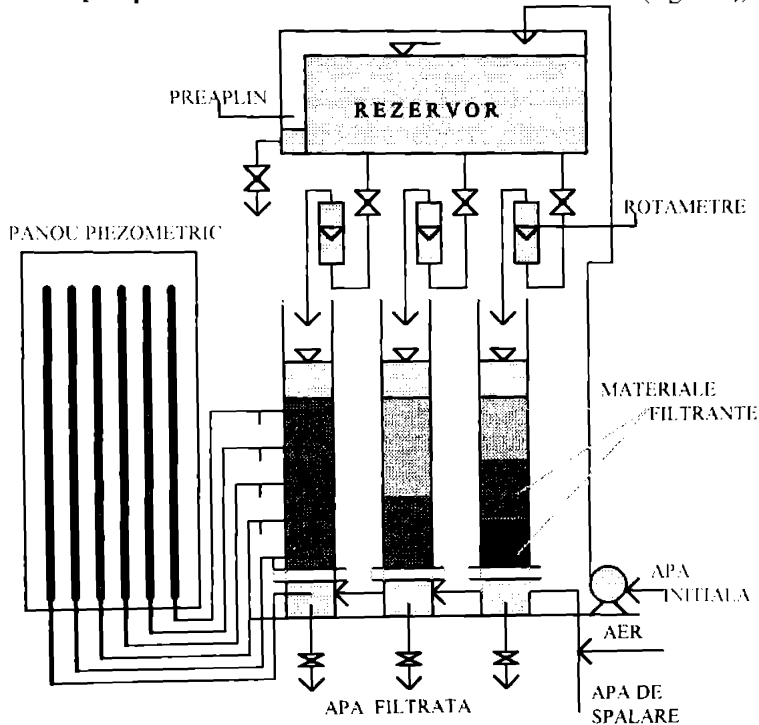 PREAPLIN
REZERVOR
ROTAMETRE
PANOU PIEZOMETRIC
MATERIALE
FILTRANTE
APA
INITIALA
AER
APA FILTRATA
APA DE
SPALARE